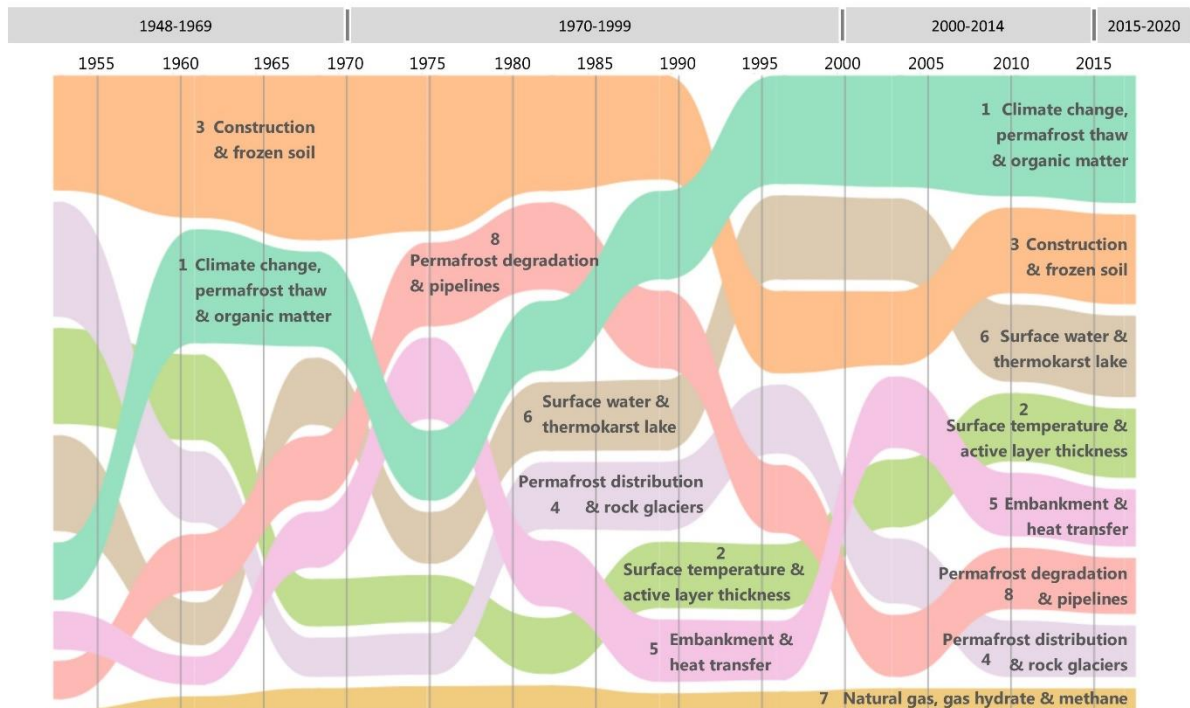 1948-1969 1970-1999 2000-2014 2015-2020
1955 1960 1965 1970 1975 1980 1985 1990 1995 2000 2005 2010 2015
3 Construction
& frozen soil
1 Climate change,
permafrost thaw
& organic matter
8
Permafrost degradation
& pipelines
6 Surface water &
thermokarst lake
Permafrost distribution
4 & rock glaciers
2
Surface temperature &
active layer thickness
5 Embankment &
heat transfer
1 Climate change,
permafrost thaw
& organic matter
3 Construction
& frozen soil
6 Surface water &
thermokarst lake
2
Surface temperature &
active layer thickness
5 Embankment &
heat transfer
Permafrost degradation
8 & pipelines
Permafrost distribution
4 & rock glaciers
7 Natural gas, gas hydrate & methane